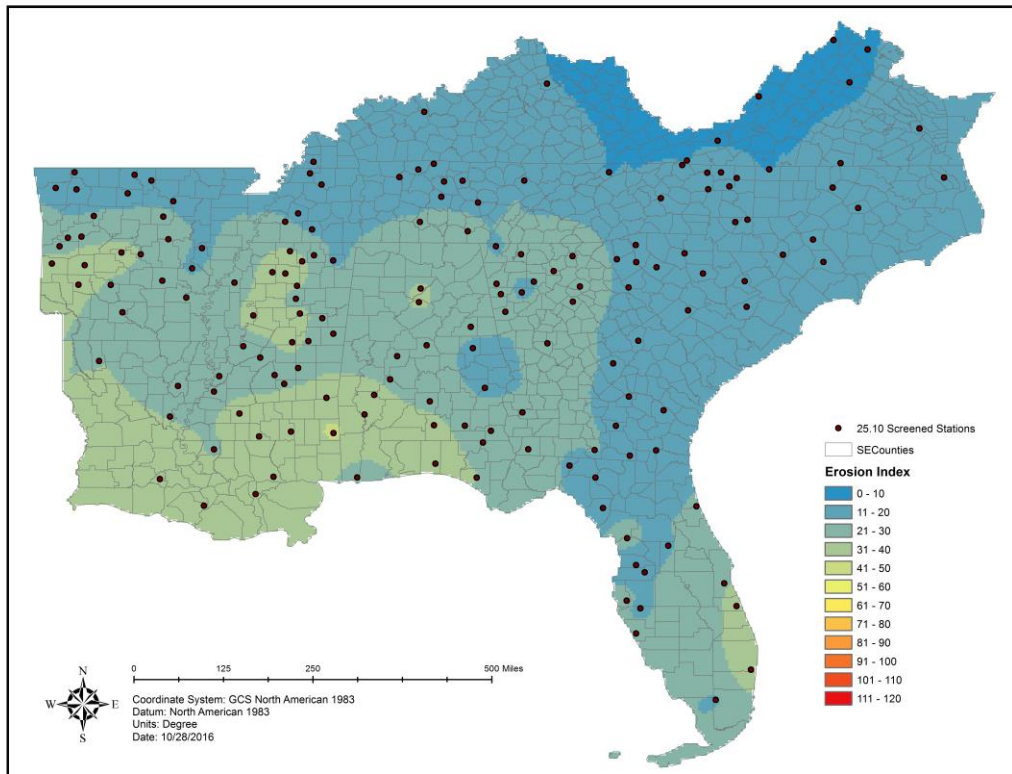 25.10 Screened Stations
SECounties
Erosion Index
0 - 10
11 - 20
21 - 30
31 - 40
41 - 50
51 - 60
61 - 70
71 - 80
81 - 90
91 - 100
101 - 110
111 - 120
0 125 250 500 Miles
N
W E
S
Coordinate System: GCS North American 1983
Datum: North American 1983
Units: Degree
Date: 10/28/2016